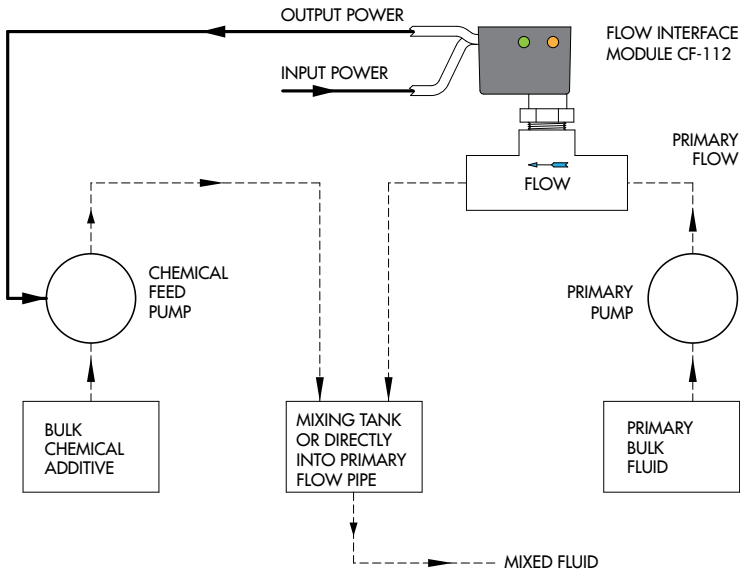 OUTPUT POWER
FLOW INTERFACE
MODULE CF-112
INPUT POWER
PRIMARY
FLOW
FLOW
CHEMICAL
FEED
PUMP
PRIMARY
PUMP
BULK
CHEMICAL
ADDITIVE
MIXING TANK
OR DIRECTLY
INTO PRIMARY
FLOW PIPE
PRIMARY
BULK
FLUID
MIXED FLUID